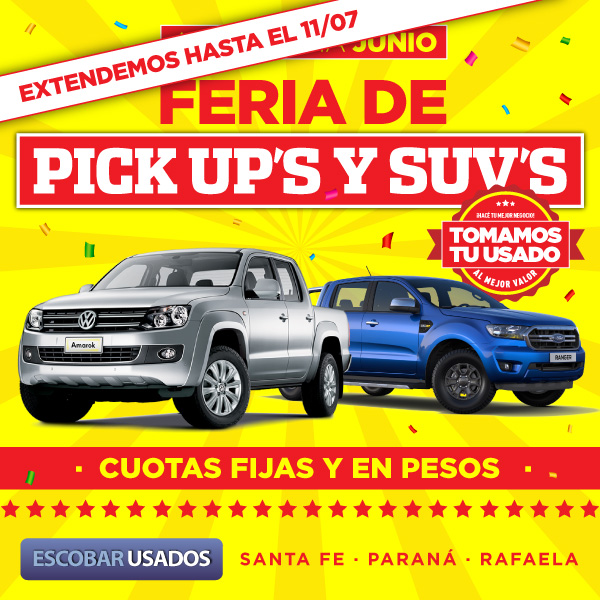 JUNIO
EXTENDEMOS HASTA EL 11/07
FERIA DE
PICK UP'S Y SUV'S
¡HACÉ TU MEJOR NEGOCIO!
TOMAMOS
TU USADO
AL MEJOR VALOR
Amarok
RANGER
CUOTAS FIJAS Y EN PESOS
ESCOBAR USADOS
SANTA FE · PARANÁ · RAFAELA